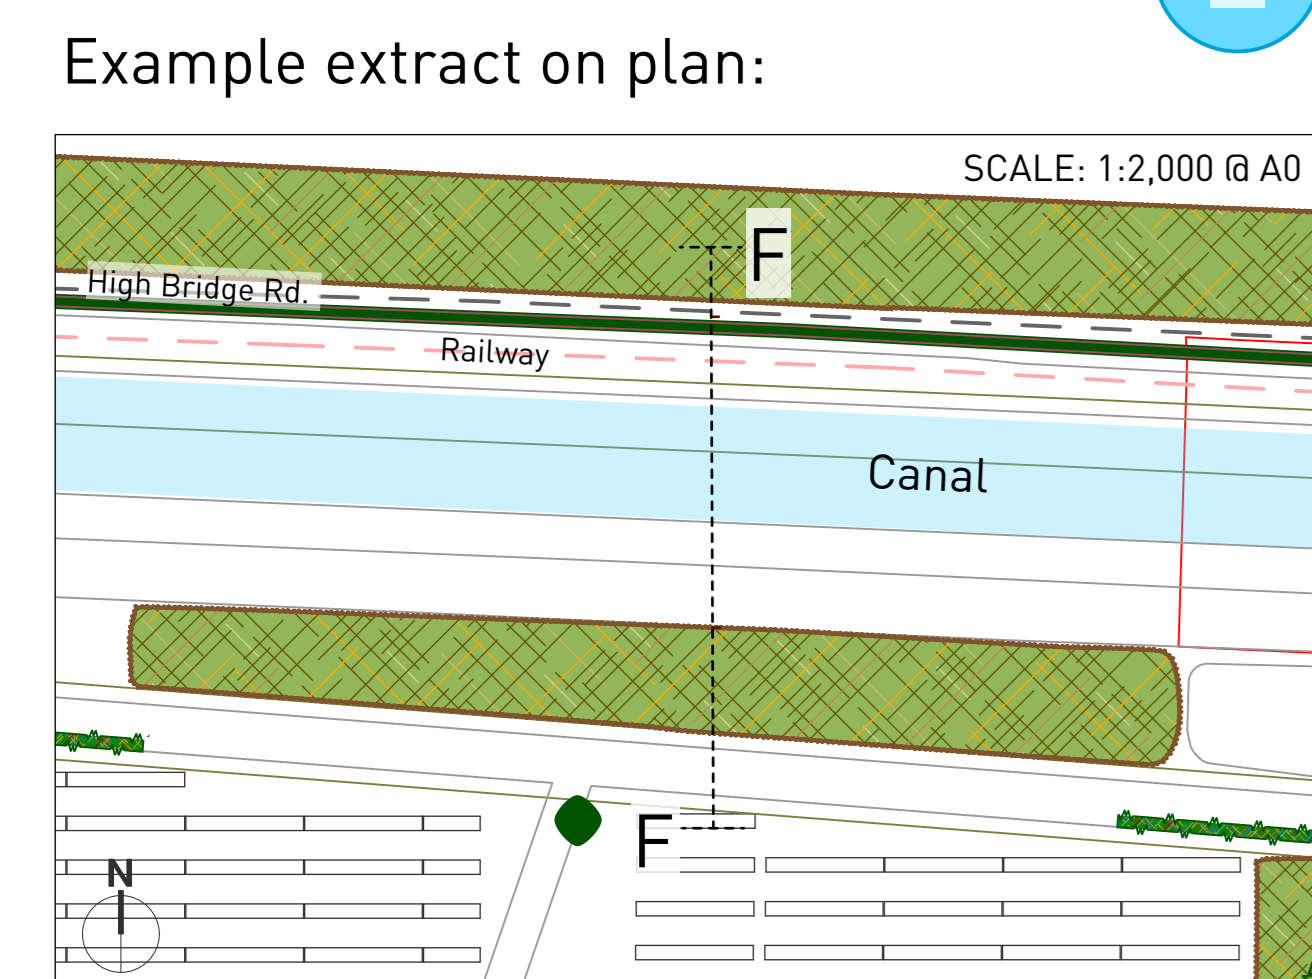 Example extract on plan:
SCALE: 1:2,000 @ A0
F
High Bridge Rd.
Railway
Canal
F
N